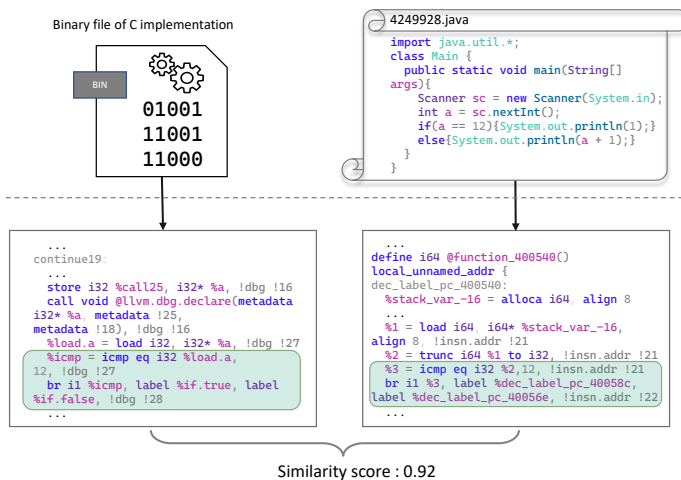 Binary file of C implementation
BIN
01001
11001
11000
4249928.java
import java.util.*;
class Main {
public static void main(String[]
args){
Scanner sc = new Scanner(System.in);
int a = sc.nextInt();
if(a == 12){System.out.println(1);}
else{System.out.println(a + 1);}
}
}
...
continue19:
...
store i32 %call25, i32* %a, !dbg !16
call void @llvm.dbg.declare(metadata
i32* %a, metadata !25,
metadata !18), !dbg !16
%load.a = load i32, i32* %a, !dbg !27
%icmp = icmp eq i32 %load.a,
12, !dbg !27
br i1 %icmp, label %if.true, label
%if.false, !dbg !28
...
...
define i64 @function_400540()
local_unnamed_addr {
dec_label_pc_400540:
%stack_var_-16 = alloca i64, align 8
...
%1 = load i64, i64* %stack_var_-16,
align 8, !insn.addr !21
%2 = trunc i64 %1 to i32, !insn.addr !21
%3 = icmp eq i32 %2,12, !insn.addr !21
br i1 %3, label %dec_label_pc_40058c,
label %dec_label_pc_40056e, !insn.addr !22
...
Similarity score : 0.92